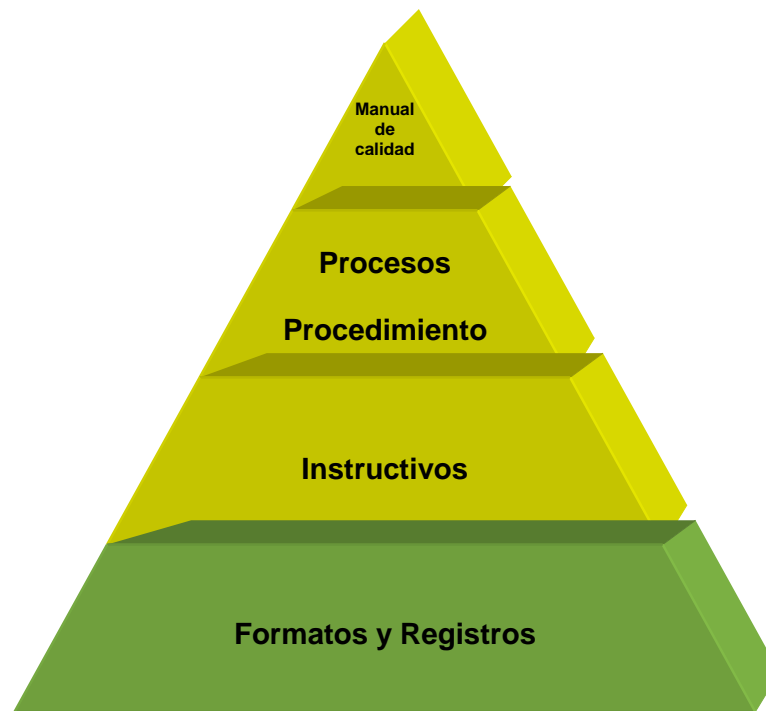 Manual
de
calidad
Procesos
Procedimiento
Instructivos
Formatos y Registros